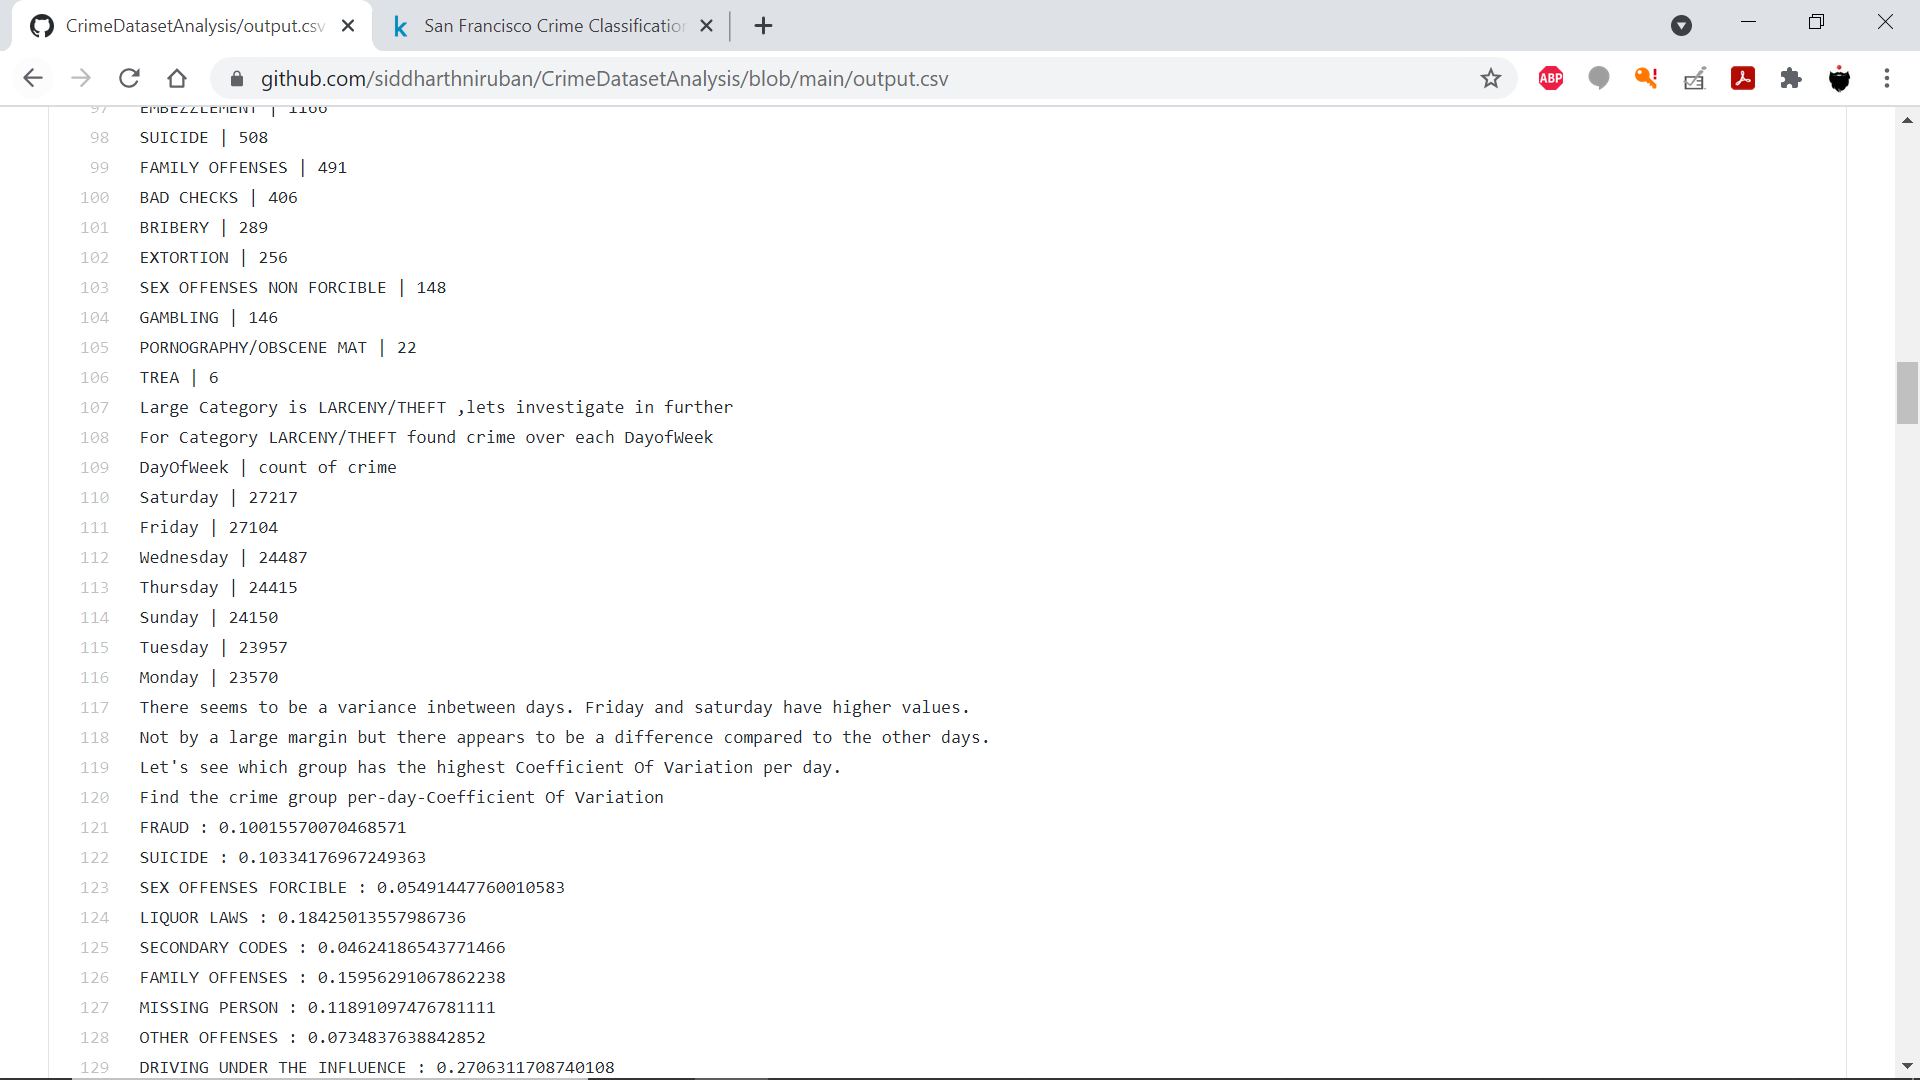 CrimeDatasetAnalysis/output.csv
San Francisco Crime Classification
github.com/siddharthniruban/CrimeDatasetAnalysis/blob/main/output.csv
ABP
97 EMBEZZLEMENT | 1166
98 SUICIDE | 508
99 FAMILY OFFENSES | 491
100 BAD CHECKS | 406
101 BRIBERY | 289
102 EXTORTION | 256
103 SEX OFFENSES NON FORCIBLE | 148
104 GAMBLING | 146
105 PORNOGRAPHY/OBSCENE MAT | 22
106 TREA | 6
107 Large Category is LARCENY/THEFT ,lets investigate in further
108 For Category LARCENY/THEFT found crime over each DayofWeek
109 DayOfWeek | count of crime
110 Saturday | 27217
111 Friday | 27104
112 Wednesday | 24487
113 Thursday | 24415
114 Sunday | 24150
115 Tuesday | 23957
116 Monday | 23570
117 There seems to be a variance inbetween days. Friday and saturday have higher values.
118 Not by a large margin but there appears to be a difference compared to the other days.
119 Let's see which group has the highest Coefficient Of Variation per day.
120 Find the crime group per-day-Coefficient Of Variation
121 FRAUD : 0.10015570070468571
122 SUICIDE : 0.10334176967249363
123 SEX OFFENSES FORCIBLE : 0.05491447760010583
124 LIQUOR LAWS : 0.18425013557986736
125 SECONDARY CODES : 0.04624186543771466
126 FAMILY OFFENSES : 0.15956291067862238
127 MISSING PERSON : 0.11891097476781111
128 OTHER OFFENSES : 0.0734837638842852
129 DRIVING UNDER THE INFLUENCE : 0.2706311708740108